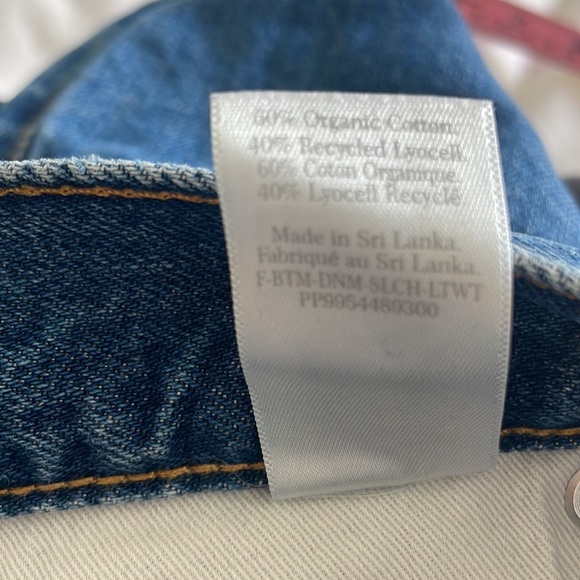 60% Organic Cotton.
40% Recycled Lyocell.
60% Coton Organique.
40% Lyocell Recyclé.
Made in Sri Lanka.
Fabriqué au Sri Lanka.
F-BTM-DNM-SLCH-LTWT
PP9954489300